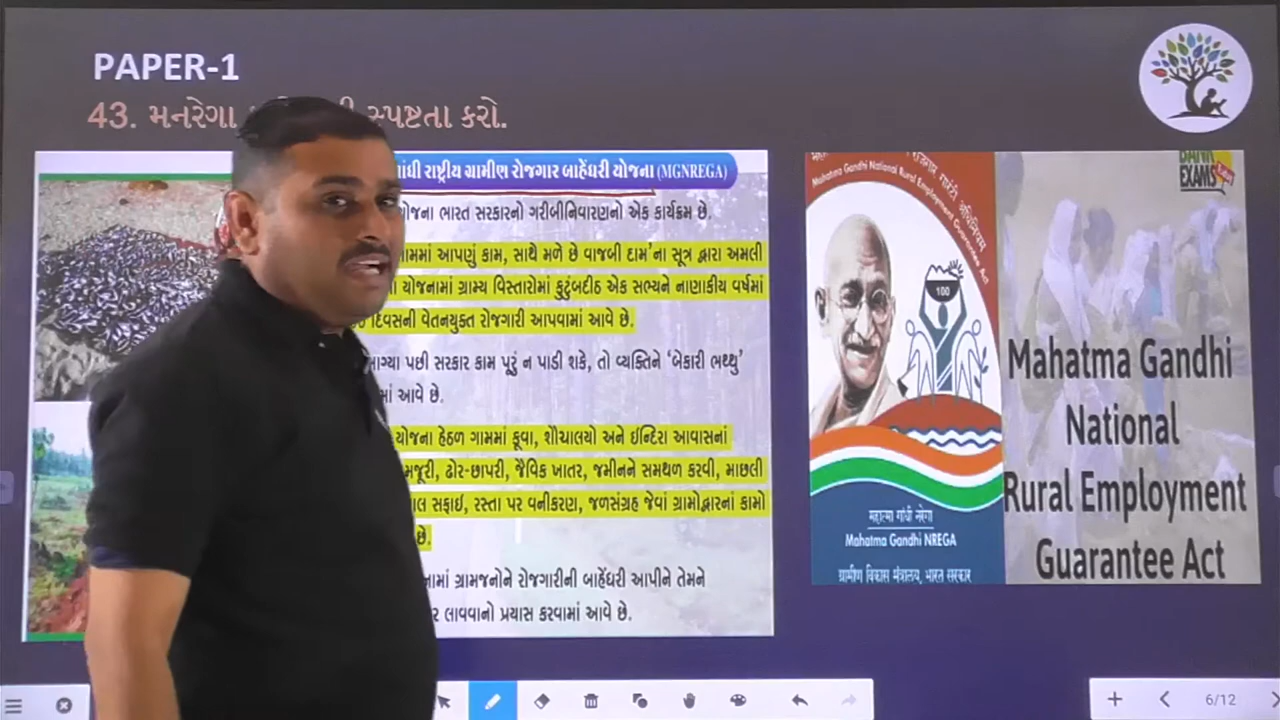 PAPER-1
43. મનરેગા સ્પષ્ટતા કરો.
ગાંધી રાષ્ટ્રીય ગ્રામીણ રોજગાર બાહેંધરી યોજના (MGNREGA)
યોજના ભારત સરકારનો ગરીબીનિવારણનો એક કાર્યક્રમ છે.
ગામમાં આપણું કામ, સાથે મળે છે વાજબી દામ’ના સૂત્ર દ્વારા અમલી
યોજનામાં ગ્રામ્ય વિસ્તારોમાં કુટુંબદીઠ એક સભ્યને નાણાકીય વર્ષમાં
દિવસની વેતનયુક્ત રોજગારી આપવામાં આવે છે.
માગ્યા પછી સરકાર કામ પૂરું ન પાડી શકે, તો વ્યક્તિને ‘બેકારી ભથ્થુ’
માં આવે છે.
યોજના હેઠળ ગામમાં કૂવા, શૌચાલયો અને ઈન્દિરા આવાસનાં
મજૂરી, ઢોર-છાપરી, જૈવિક ખાતર, જમીનને સમથળ કરવી, માછલી
સફાઇ, રસ્તા પર વનીકરણ, જળસંગ્રહ જેવાં ગ્રામોદ્વારનાં કામો
છે.
ગ્રામજનોને રોજગારીની બાહેંધરી આપીને તેમને
લાવવાનો પ્રયાસ કરવામાં આવે છે.
Mahatma Gandhi National Rural Employment Guarantee Act
100
महात्मा गांधी नरेगा
Mahatma Gandhi NREGA
ग्रामीण विकास मंत्रालय, भारत सरकार
BANK
EXAMS
Mahatma Gandhi
National
Rural Employment
Guarantee Act
6/12